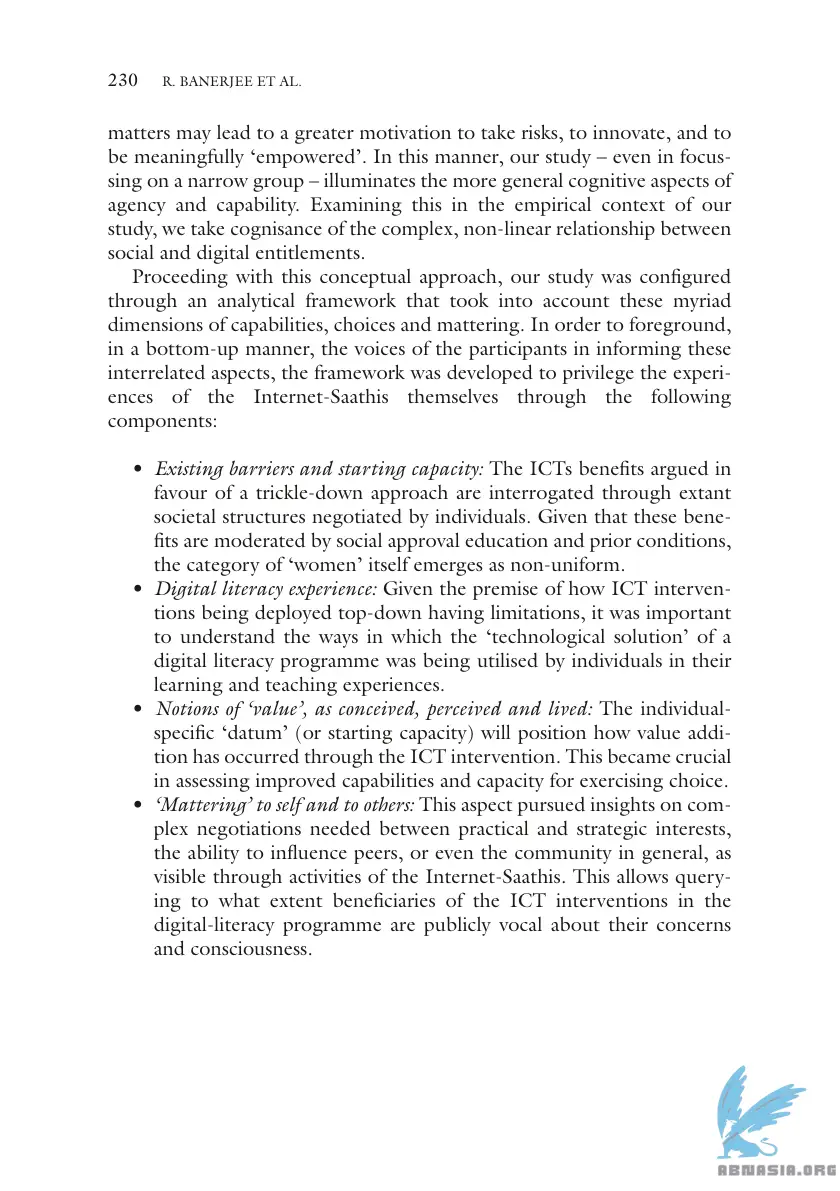 230 R. BANERJEE ET AL.
matters may lead to a greater motivation to take risks, to innovate, and to
be meaningfully ‘empowered’. In this manner, our study – even in focus-
sing on a narrow group – illuminates the more general cognitive aspects of
agency and capability. Examining this in the empirical context of our
study, we take cognisance of the complex, non-linear relationship between
social and digital entitlements.
Proceeding with this conceptual approach, our study was configured
through an analytical framework that took into account these myriad
dimensions of capabilities, choices and mattering. In order to foreground,
in a bottom-up manner, the voices of the participants in informing these
interrelated aspects, the framework was developed to privilege the experi-
ences of the Internet-Saathis themselves through the following
components:
• Existing barriers and starting capacity: The ICTs benefits argued in
favour of a trickle-down approach are interrogated through extant
societal structures negotiated by individuals. Given that these bene-
fits are moderated by social approval education and prior conditions,
the category of ‘women’ itself emerges as non-uniform.
• Digital literacy experience: Given the premise of how ICT interven-
tions being deployed top-down having limitations, it was important
to understand the ways in which the ‘technological solution’ of a
digital literacy programme was being utilised by individuals in their
learning and teaching experiences.
• Notions of ‘value’, as conceived, perceived and lived: The individual-
specific ‘datum’ (or starting capacity) will position how value addi-
tion has occurred through the ICT intervention. This became crucial
in assessing improved capabilities and capacity for exercising choice.
• ‘Mattering’ to self and to others: This aspect pursued insights on com-
plex negotiations needed between practical and strategic interests,
the ability to influence peers, or even the community in general, as
visible through activities of the Internet-Saathis. This allows query-
ing to what extent beneficiaries of the ICT interventions in the
digital-literacy programme are publicly vocal about their concerns
and consciousness.
ABNASIA.ORG